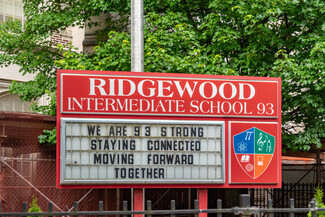 RIDGEWOOD
INTERMEDIATE SCHOOL 93
WE ARE 93 STRONG
STAYING CONNECTED
MOVING FORWARD
TOGETHER